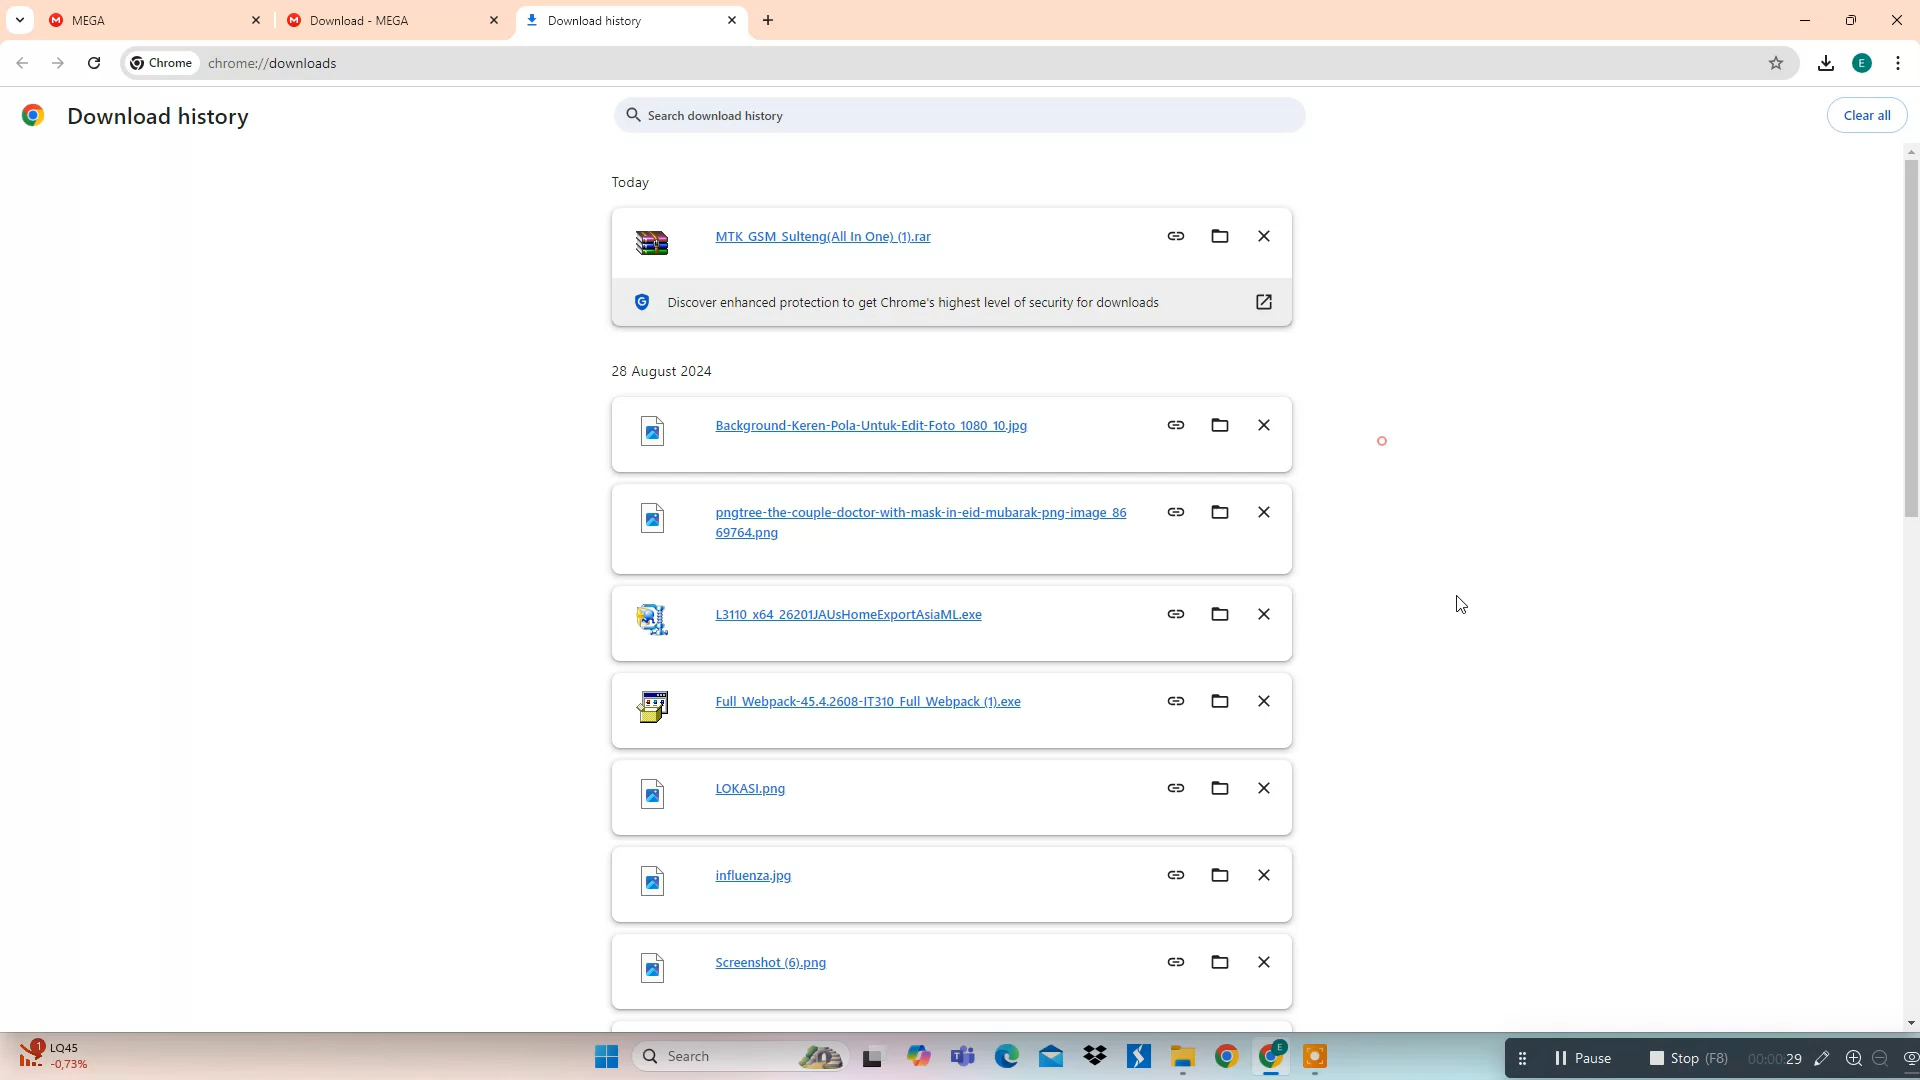 MEGA
Download - MEGA
Download history
Chrome
chrome://downloads
E
Download history
Search download history
Clear all
Today
MTK_GSM_Sulteng(All In One) (1).rar
Discover enhanced protection to get Chrome's highest level of security for downloads
28 August 2024
Background-Keren-Pola-Untuk-Edit-Foto_1080_10.jpg
pngtree-the-couple-doctor-with-mask-in-eid-mubarak-png-image_86
69764.png
L3110_x64_26201JAUsHomeExportAsiaML.exe
Full_Webpack-45.4.2608-IT310_Full_Webpack (1).exe
LOKASI.png
influenza.jpg
Screenshot (6).png
1
LQ45
-0,73%
Search
E
Pause
Stop (F8)
00:00:29